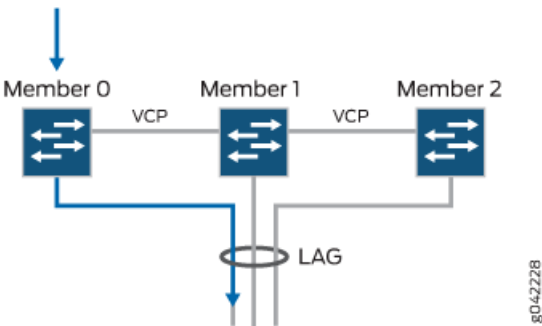 Member 0
Member 1
Member 2
VCP
VCP
LAG
g042228